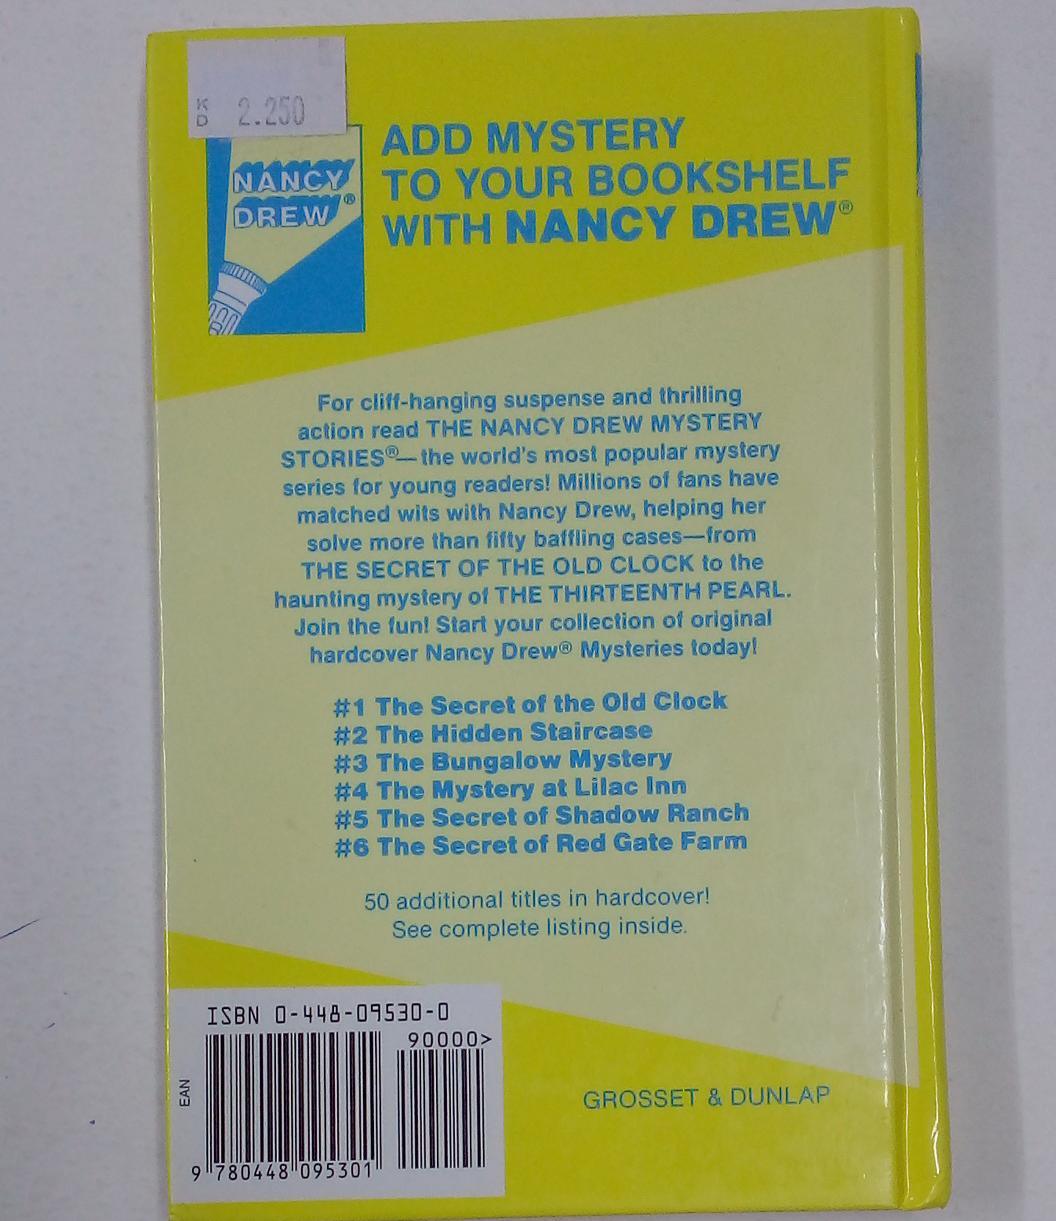 KD 2.250
NANCY
DREW®
ADD MYSTERY
TO YOUR BOOKSHELF
WITH NANCY DREW®
For cliff-hanging suspense and thrilling
action read THE NANCY DREW MYSTERY
STORIES®—the world's most popular mystery
series for young readers! Millions of fans have
matched wits with Nancy Drew, helping her
solve more than fifty baffling cases—from
THE SECRET OF THE OLD CLOCK to the
haunting mystery of THE THIRTEENTH PEARL.
Join the fun! Start your collection of original
hardcover Nancy Drew® Mysteries today!
#1 The Secret of the Old Clock
#2 The Hidden Staircase
#3 The Bungalow Mystery
#4 The Mystery at Lilac Inn
#5 The Secret of Shadow Ranch
#6 The Secret of Red Gate Farm
50 additional titles in hardcover!
See complete listing inside.
ISBN 0-448-09530-0
90000>
EAN
9 780448 095301
GROSSET & DUNLAP